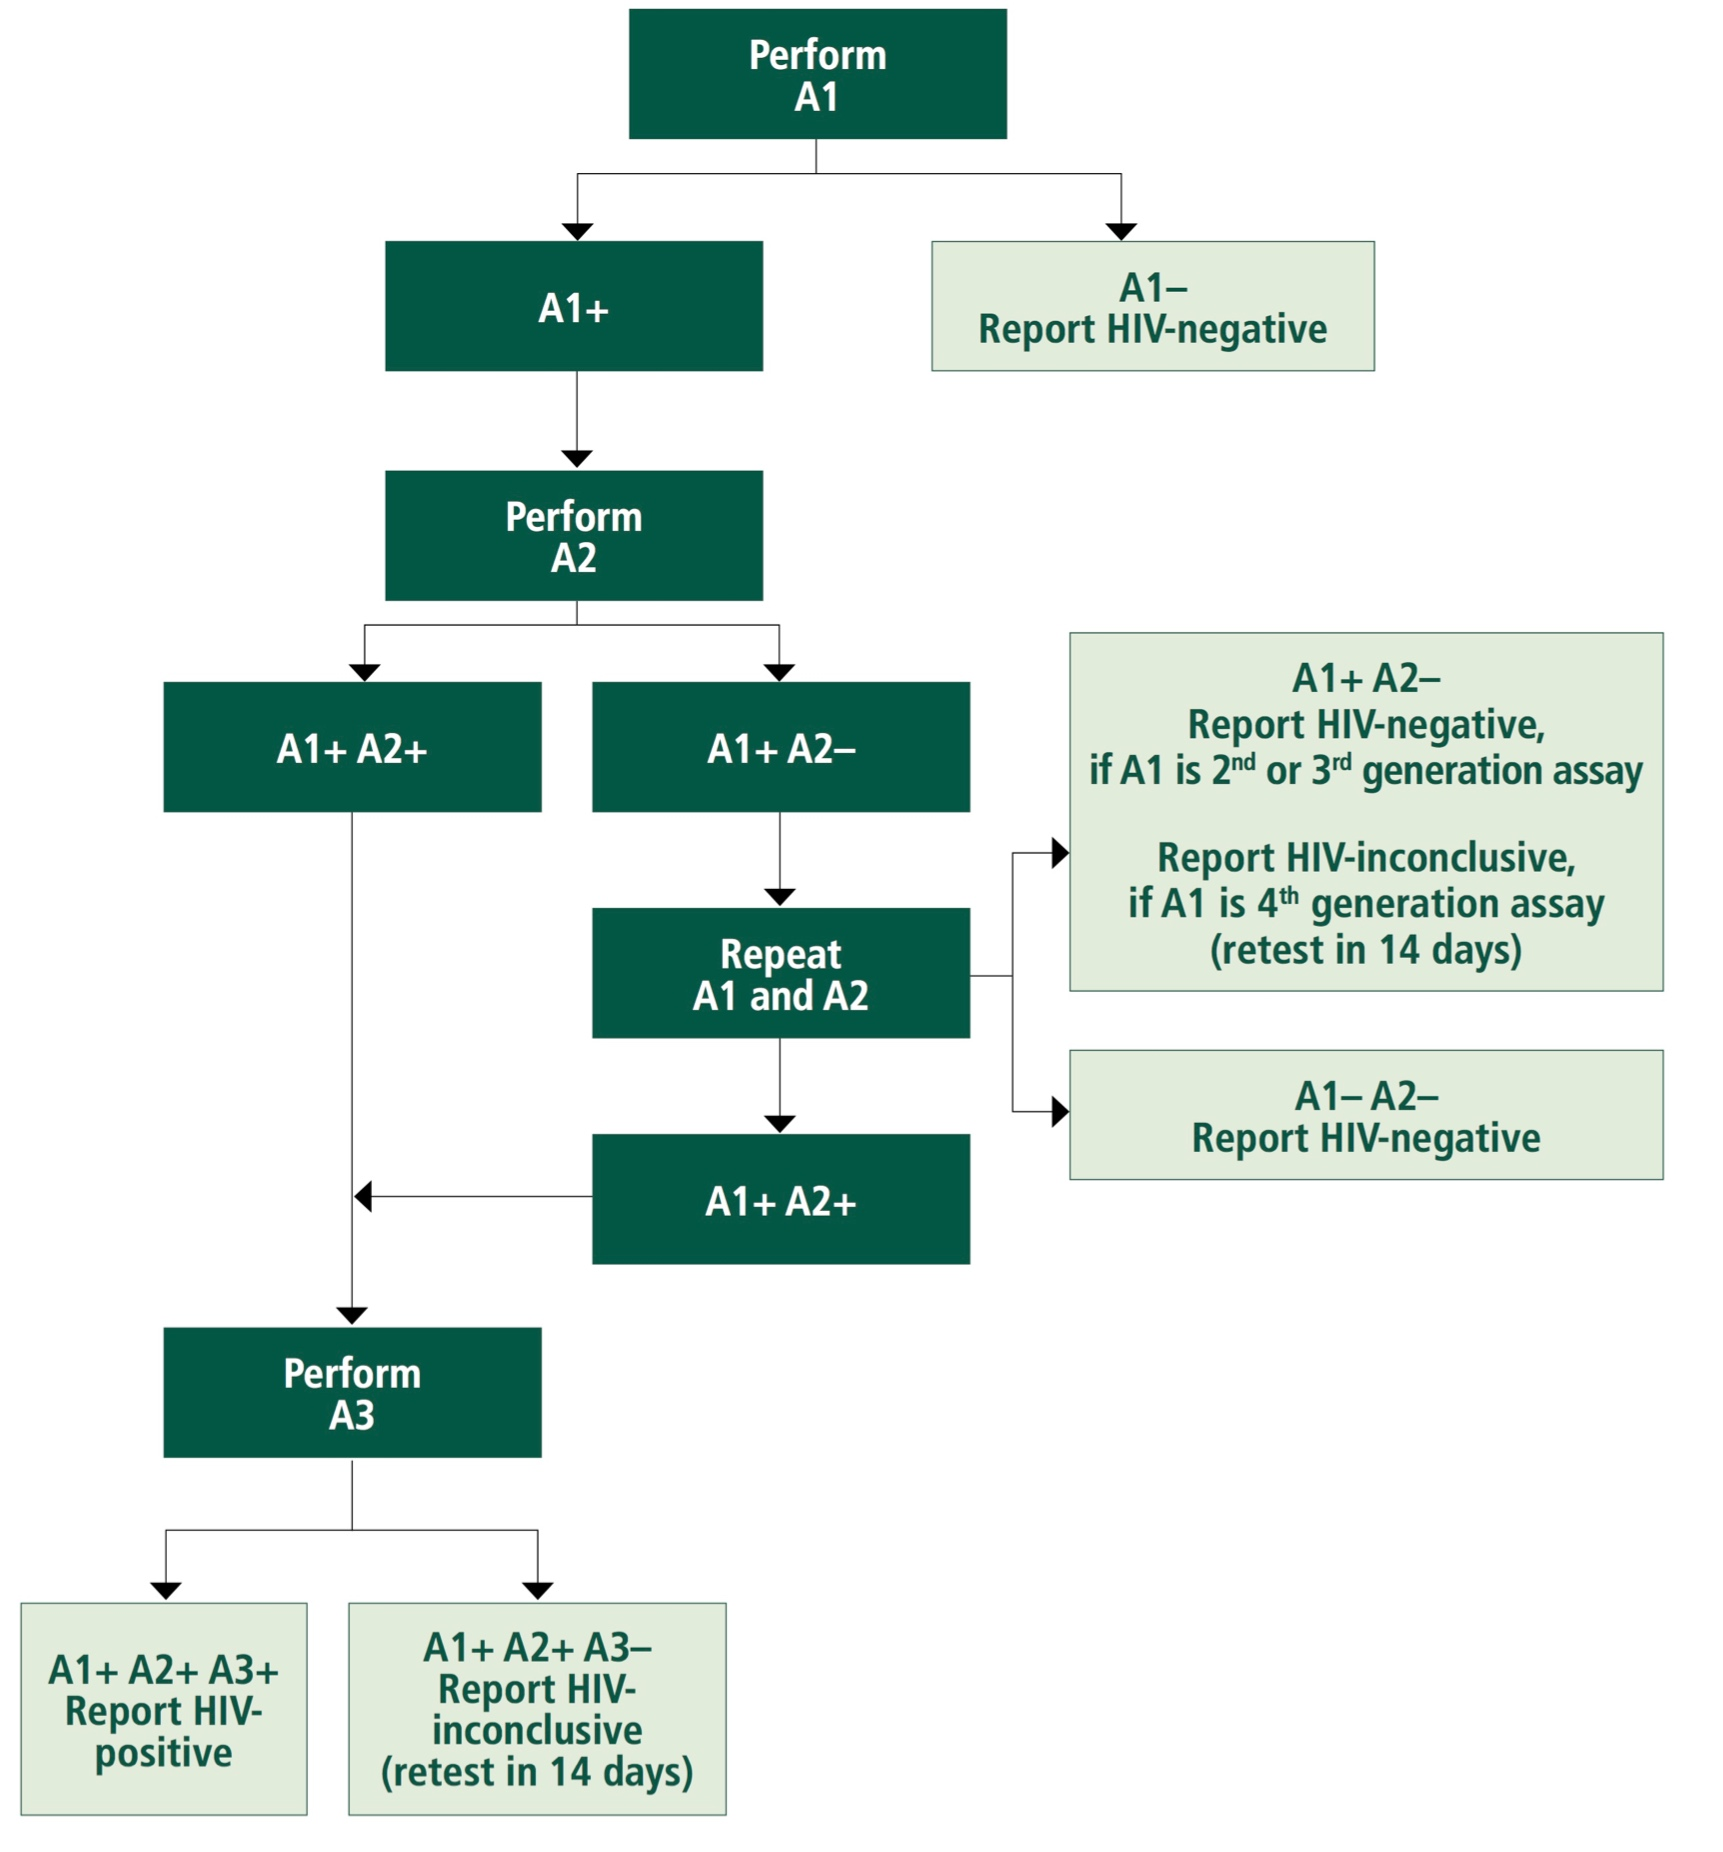 Perform
A1
A1+
A1–
Report HIV-negative
Perform
A2
A1+ A2+
A1+ A2–
A1+ A2–
Report HIV-negative,
if A1 is 2nd or 3rd generation assay
Report HIV-inconclusive,
if A1 is 4th generation assay
(retest in 14 days)
Repeat
A1 and A2
A1– A2–
Report HIV-negative
A1+ A2+
Perform
A3
A1+ A2+ A3+
Report HIV-
positive
A1+ A2+ A3–
Report HIV-
inconclusive
(retest in 14 days)